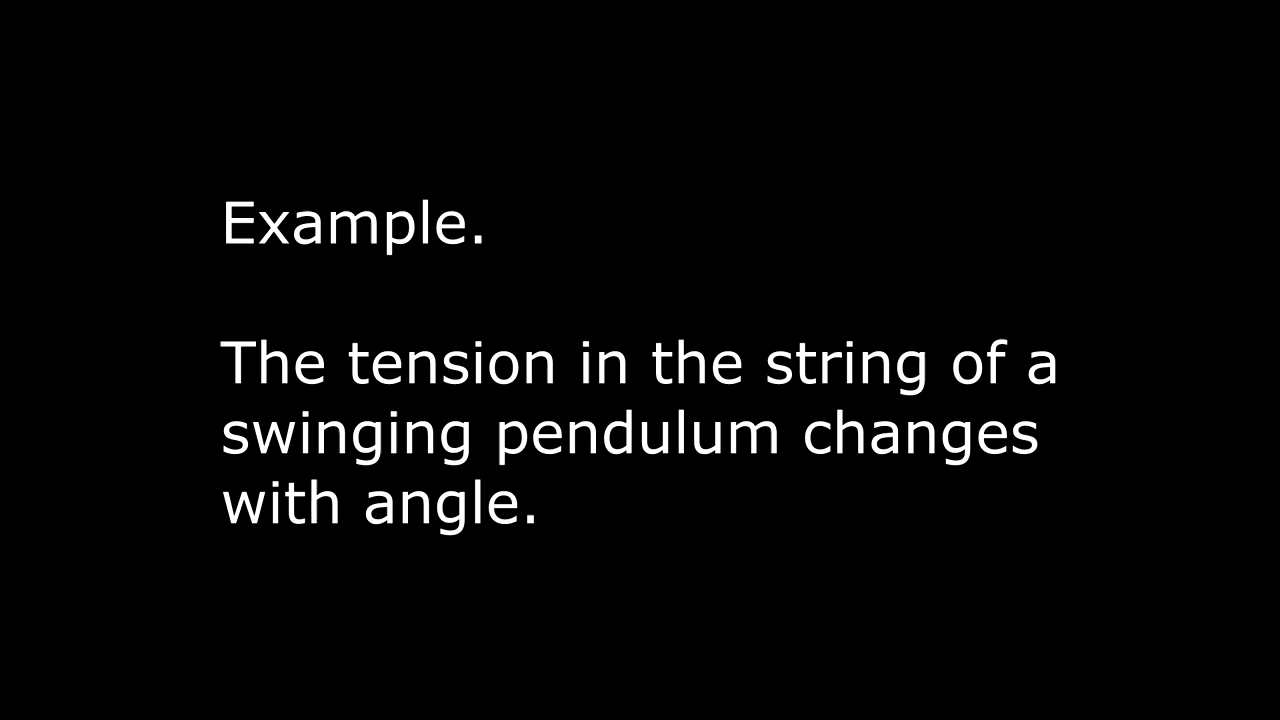 Example.
The tension in the string of a
swinging pendulum changes
with angle.